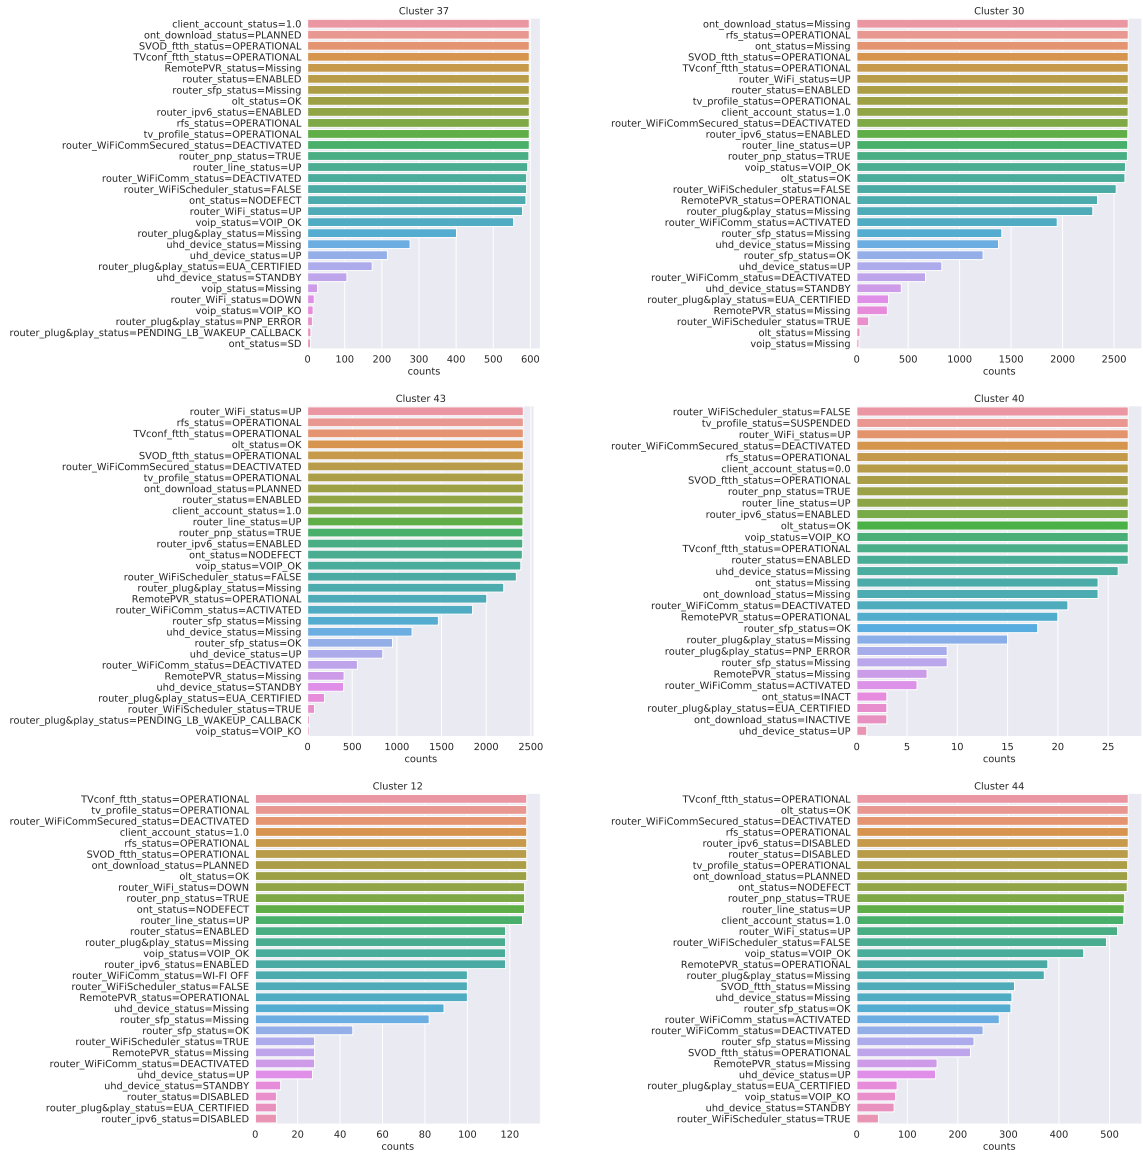 Cluster 37
client_account_status=1.0
ont_download_status=PLANNED
SVOD_ftth_status=OPERATIONAL
TVconf_ftth_status=OPERATIONAL
RemotePVR_status=Missing
router_status=ENABLED
router_sfp_status=Missing
olt_status=OK
router_ipv6_status=ENABLED
rfs_status=OPERATIONAL
tv_profile_status=OPERATIONAL
router_WiFiCommSecured_status=DEACTIVATED
router_pnp_status=TRUE
router_line_status=UP
router_WiFiComm_status=DEACTIVATED
router_WiFiScheduler_status=FALSE
ont_status=NODEFECT
router_WiFi_status=UP
voip_status=VOIP_OK
router_plug&play_status=Missing
uhd_device_status=Missing
uhd_device_status=UP
router_plug&play_status=EUA_CERTIFIED
uhd_device_status=STANDBY
voip_status=Missing
router_WiFi_status=DOWN
voip_status=VOIP_KO
router_plug&play_status=PNP_ERROR
router_plug&play_status=PENDING_LB_WAKEUP_CALLBACK
ont_status=SD
0 100 200 300 400 500 600
counts
Cluster 30
ont_download_status=Missing
rfs_status=OPERATIONAL
ont_status=Missing
SVOD_ftth_status=OPERATIONAL
TVconf_ftth_status=OPERATIONAL
router_WiFi_status=UP
router_status=ENABLED
tv_profile_status=OPERATIONAL
client_account_status=1.0
router_WiFiCommSecured_status=DEACTIVATED
router_ipv6_status=ENABLED
router_line_status=UP
router_pnp_status=TRUE
voip_status=VOIP_OK
olt_status=OK
router_WiFiScheduler_status=FALSE
RemotePVR_status=OPERATIONAL
router_plug&play_status=Missing
router_WiFiComm_status=ACTIVATED
router_sfp_status=Missing
uhd_device_status=Missing
router_sfp_status=OK
uhd_device_status=UP
router_WiFiComm_status=DEACTIVATED
uhd_device_status=STANDBY
router_plug&play_status=EUA_CERTIFIED
RemotePVR_status=Missing
router_WiFiScheduler_status=TRUE
olt_status=Missing
voip_status=Missing
0 500 1000 1500 2000 2500
counts
Cluster 43
router_WiFi_status=UP
rfs_status=OPERATIONAL
TVconf_ftth_status=OPERATIONAL
olt_status=OK
SVOD_ftth_status=OPERATIONAL
router_WiFiCommSecured_status=DEACTIVATED
tv_profile_status=OPERATIONAL
ont_download_status=PLANNED
router_status=ENABLED
client_account_status=1.0
router_line_status=UP
router_pnp_status=TRUE
router_ipv6_status=ENABLED
ont_status=NODEFECT
voip_status=VOIP_OK
router_WiFiScheduler_status=FALSE
router_plug&play_status=Missing
RemotePVR_status=OPERATIONAL
router_WiFiComm_status=ACTIVATED
router_sfp_status=Missing
uhd_device_status=Missing
router_sfp_status=OK
uhd_device_status=UP
router_WiFiComm_status=DEACTIVATED
RemotePVR_status=Missing
uhd_device_status=STANDBY
router_plug&play_status=EUA_CERTIFIED
router_WiFiScheduler_status=TRUE
router_plug&play_status=PENDING_LB_WAKEUP_CALLBACK
voip_status=VOIP_KO
0 500 1000 1500 2000 2500
counts
Cluster 40
router_WiFiScheduler_status=FALSE
tv_profile_status=SUSPENDED
router_WiFi_status=UP
router_WiFiCommSecured_status=DEACTIVATED
rfs_status=OPERATIONAL
client_account_status=0.0
SVOD_ftth_status=OPERATIONAL
router_pnp_status=TRUE
router_line_status=UP
router_ipv6_status=ENABLED
olt_status=OK
voip_status=VOIP_KO
TVconf_ftth_status=OPERATIONAL
router_status=ENABLED
uhd_device_status=Missing
ont_status=Missing
ont_download_status=Missing
router_WiFiComm_status=DEACTIVATED
RemotePVR_status=OPERATIONAL
router_sfp_status=OK
router_plug&play_status=Missing
router_plug&play_status=PNP_ERROR
router_sfp_status=Missing
RemotePVR_status=Missing
router_WiFiComm_status=ACTIVATED
ont_status=INACT
router_plug&play_status=EUA_CERTIFIED
ont_download_status=INACTIVE
uhd_device_status=UP
0 5 10 15 20 25
counts
Cluster 12
TVconf_ftth_status=OPERATIONAL
tv_profile_status=OPERATIONAL
router_WiFiCommSecured_status=DEACTIVATED
client_account_status=1.0
rfs_status=OPERATIONAL
SVOD_ftth_status=OPERATIONAL
ont_download_status=PLANNED
olt_status=OK
router_WiFi_status=DOWN
router_pnp_status=TRUE
ont_status=NODEFECT
router_line_status=UP
router_status=ENABLED
router_plug&play_status=Missing
voip_status=VOIP_OK
router_ipv6_status=ENABLED
router_WiFiComm_status=WI-FI OFF
router_WiFiScheduler_status=FALSE
RemotePVR_status=OPERATIONAL
uhd_device_status=Missing
router_sfp_status=Missing
router_sfp_status=OK
router_WiFiScheduler_status=TRUE
RemotePVR_status=Missing
router_WiFiComm_status=DEACTIVATED
uhd_device_status=UP
uhd_device_status=STANDBY
router_status=DISABLED
router_plug&play_status=EUA_CERTIFIED
router_ipv6_status=DISABLED
0 20 40 60 80 100 120
counts
Cluster 44
TVconf_ftth_status=OPERATIONAL
olt_status=OK
router_WiFiCommSecured_status=DEACTIVATED
rfs_status=OPERATIONAL
router_ipv6_status=DISABLED
router_status=DISABLED
tv_profile_status=OPERATIONAL
ont_download_status=PLANNED
ont_status=NODEFECT
router_pnp_status=TRUE
router_line_status=UP
client_account_status=1.0
router_WiFi_status=UP
router_WiFiScheduler_status=FALSE
voip_status=VOIP_OK
RemotePVR_status=OPERATIONAL
router_plug&play_status=Missing
SVOD_ftth_status=Missing
uhd_device_status=Missing
router_sfp_status=OK
router_WiFiComm_status=ACTIVATED
router_WiFiComm_status=DEACTIVATED
router_sfp_status=Missing
SVOD_ftth_status=OPERATIONAL
RemotePVR_status=Missing
uhd_device_status=UP
router_plug&play_status=EUA_CERTIFIED
voip_status=VOIP_KO
uhd_device_status=STANDBY
router_WiFiScheduler_status=TRUE
0 100 200 300 400 500
counts